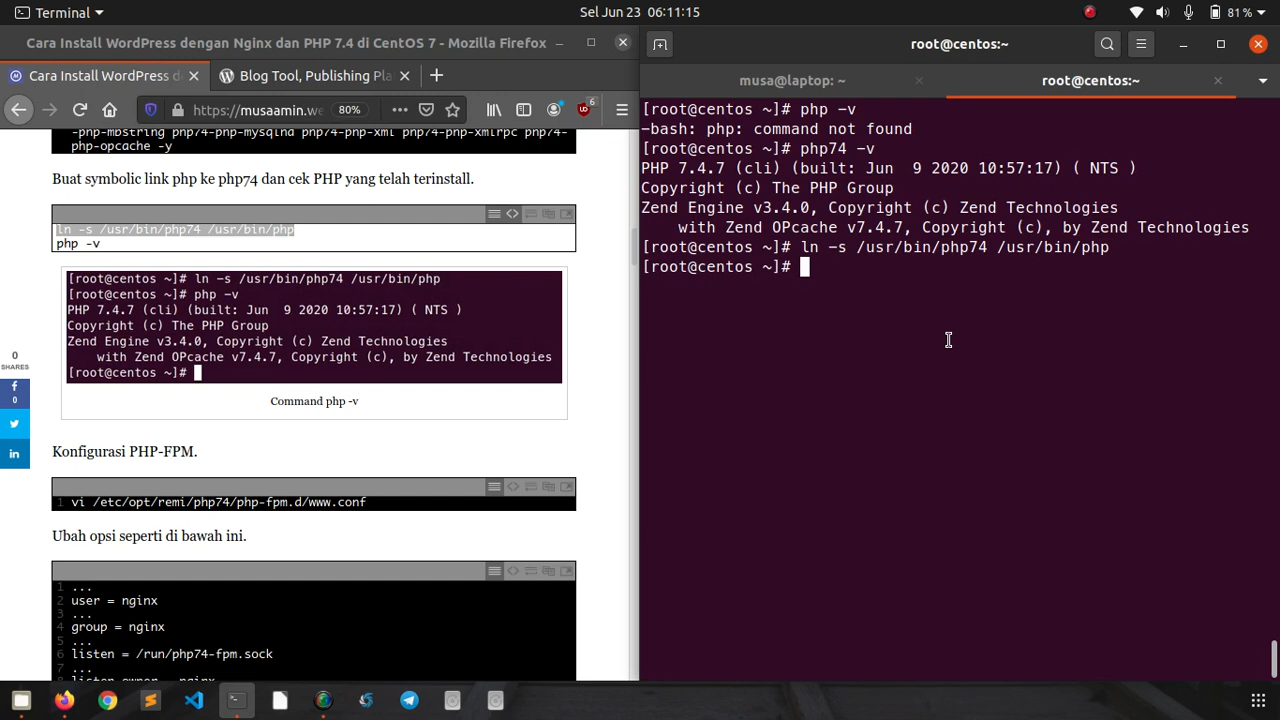 Terminal
Sel Jun 23 06:11:15
81%
Cara Install WordPress dengan Nginx dan PHP 7.4 di CentOS 7 - Mozilla Firefox
Cara Install WordPress d
Blog Tool, Publishing Pla
https://musaamin.we
80%
6
-php-mbstring php74-php-mysqlnd php74-php-xml php74-php-xmlrpc php74-
php-opcache -y
Buat symbolic link php ke php74 dan cek PHP yang telah terinstall.
ln -s /usr/bin/php74 /usr/bin/php
php -v
[root@centos ~]# ln -s /usr/bin/php74 /usr/bin/php
[root@centos ~]# php -v
PHP 7.4.7 (cli) (built: Jun  9 2020 10:57:17) ( NTS )
Copyright (c) The PHP Group
Zend Engine v3.4.0, Copyright (c) Zend Technologies
with Zend OPcache v7.4.7, Copyright (c), by Zend Technologies
[root@centos ~]#
Command php -v
0
SHARES
0
Konfigurasi PHP-FPM.
1 vi /etc/opt/remi/php74/php-fpm.d/www.conf
Ubah opsi seperti di bawah ini.
1 ...
2 user = nginx
3 ...
4 group = nginx
5 ...
6 listen = /run/php74-fpm.sock
7 ...
root@centos:~
musa@laptop: ~
root@centos:~
[root@centos ~]# php -v
-bash: php: command not found
[root@centos ~]# php74 -v
PHP 7.4.7 (cli) (built: Jun  9 2020 10:57:17) ( NTS )
Copyright (c) The PHP Group
Zend Engine v3.4.0, Copyright (c) Zend Technologies
with Zend OPcache v7.4.7, Copyright (c), by Zend Technologies
[root@centos ~]# ln -s /usr/bin/php74 /usr/bin/php
[root@centos ~]#